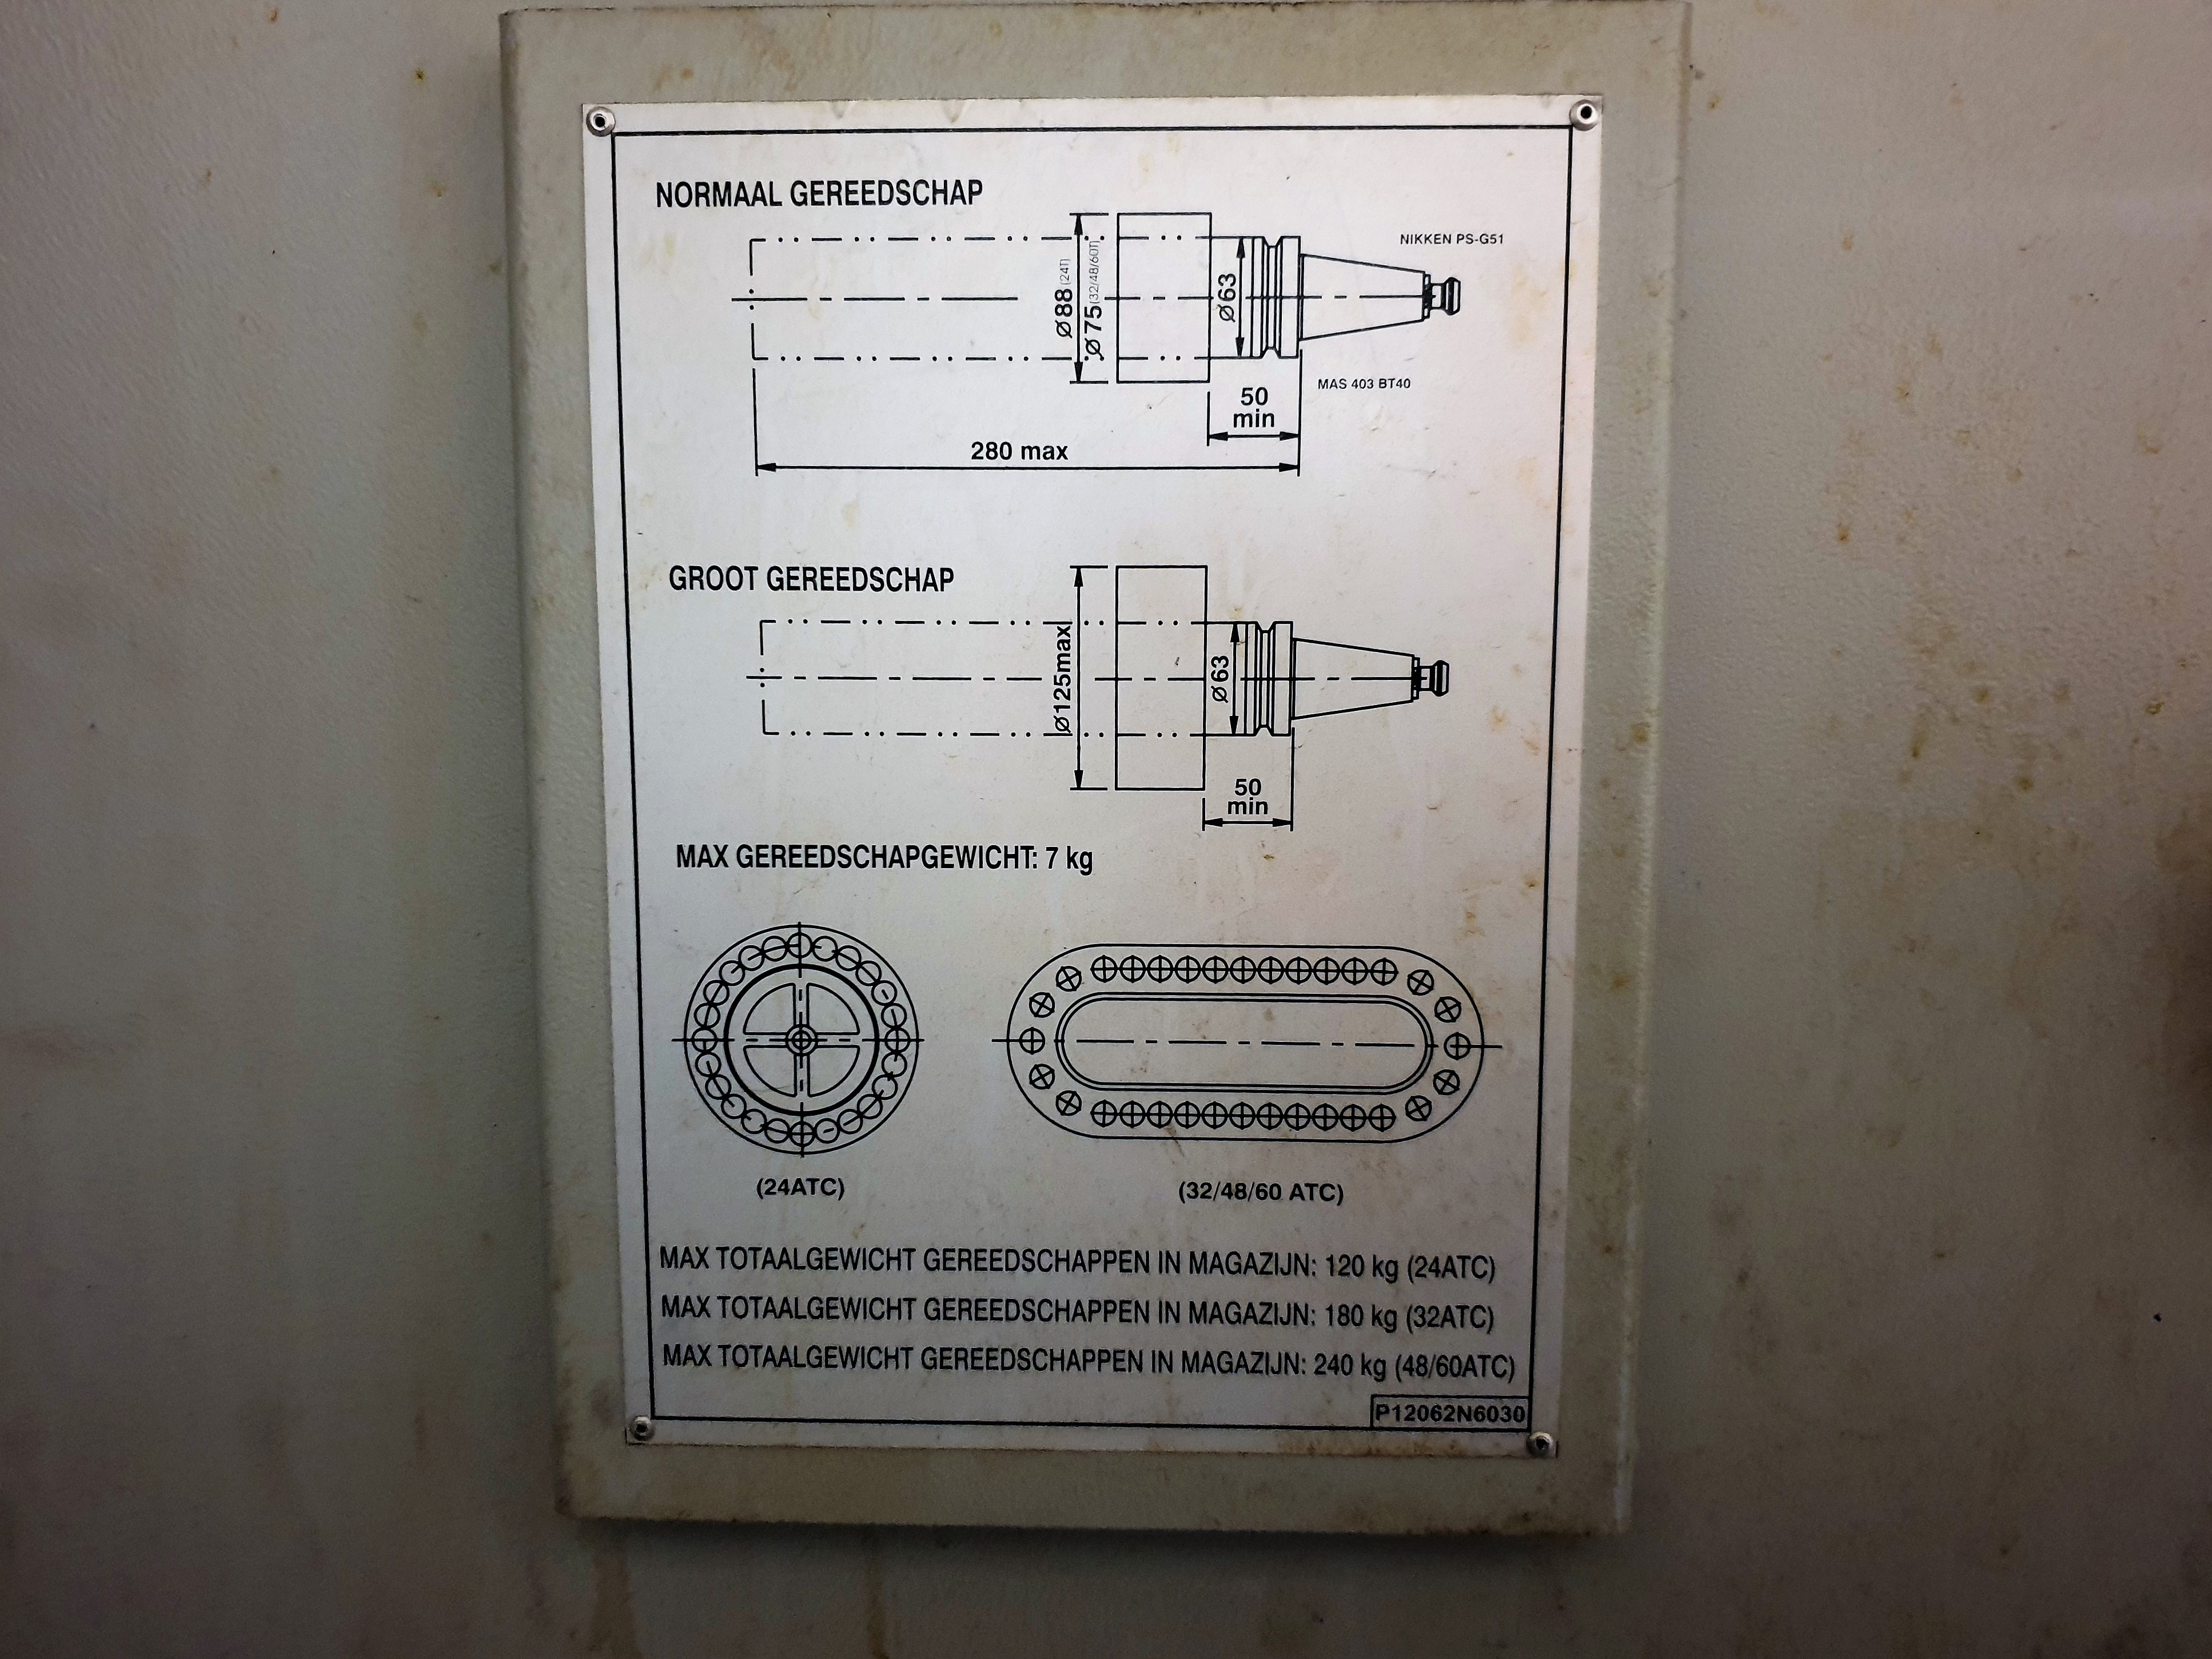 NORMAAL GEREEDSCHAP
NIKKEN PS-G51
Ø88(24T)
Ø75(32/48/60T)
Ø63
MAS 403 BT40
50
min
280 max
GROOT GEREEDSCHAP
Ø125max
Ø63
50
min
MAX GEREEDSCHAPGEWICHT: 7 kg
(24ATC)
(32/48/60 ATC)
MAX TOTAALGEWICHT GEREEDSCHAPPEN IN MAGAZIJN: 120 kg (24ATC)
MAX TOTAALGEWICHT GEREEDSCHAPPEN IN MAGAZIJN: 180 kg (32ATC)
MAX TOTAALGEWICHT GEREEDSCHAPPEN IN MAGAZIJN: 240 kg (48/60ATC)
P12062N6030